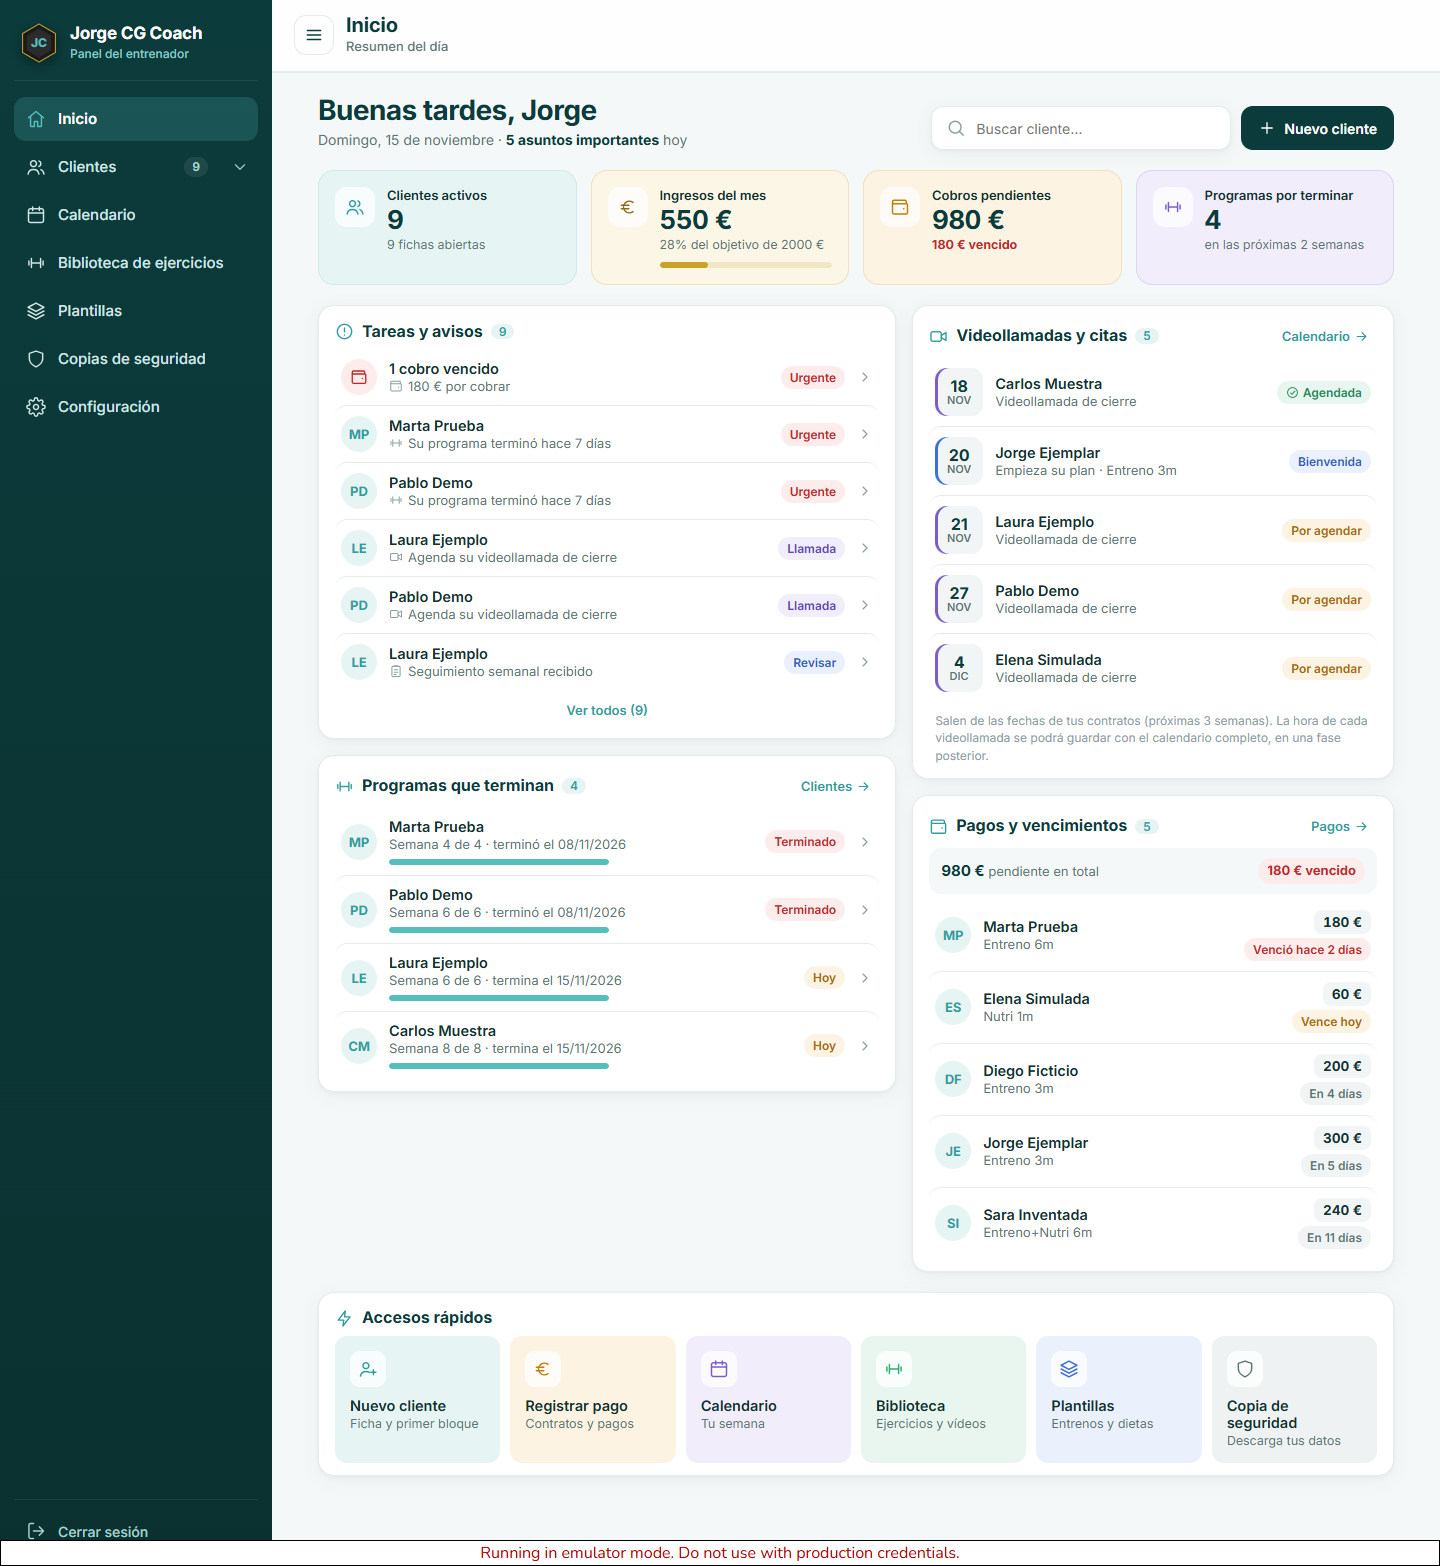 JC
Jorge CG Coach
Panel del entrenador
Inicio
Clientes
9
Calendario
Biblioteca de ejercicios
Plantillas
Copias de seguridad
Configuración
Cerrar sesión
Inicio
Resumen del día
Buenas tardes, Jorge
Domingo, 15 de noviembre · 5 asuntos importantes hoy
Buscar cliente...
Nuevo cliente
Clientes activos
9
9 fichas abiertas
Ingresos del mes
550 €
28% del objetivo de 2000 €
Cobros pendientes
980 €
180 € vencido
Programas por terminar
4
en las próximas 2 semanas
Tareas y avisos 9
1 cobro vencido
180 € por cobrar
Urgente
MP
Marta Prueba
Su programa terminó hace 7 días
Urgente
PD
Pablo Demo
Su programa terminó hace 7 días
Urgente
LE
Laura Ejemplo
Agenda su videollamada de cierre
Llamada
PD
Pablo Demo
Agenda su videollamada de cierre
Llamada
LE
Laura Ejemplo
Seguimiento semanal recibido
Revisar
Ver todos (9)
Programas que terminan 4
Clientes →
MP
Marta Prueba
Semana 4 de 4 · terminó el 08/11/2026
Terminado
PD
Pablo Demo
Semana 6 de 6 · terminó el 08/11/2026
Terminado
LE
Laura Ejemplo
Semana 6 de 6 · termina el 15/11/2026
Hoy
CM
Carlos Muestra
Semana 8 de 8 · termina el 15/11/2026
Hoy
Videollamadas y citas 5
Calendario →
18
NOV
Carlos Muestra
Videollamada de cierre
Agendada
20
NOV
Jorge Ejemplar
Empieza su plan · Entreno 3m
Bienvenida
21
NOV
Laura Ejemplo
Videollamada de cierre
Por agendar
27
NOV
Pablo Demo
Videollamada de cierre
Por agendar
4
DIC
Elena Simulada
Videollamada de cierre
Por agendar
Salen de las fechas de tus contratos (próximas 3 semanas). La hora de cada
videollamada se podrá guardar con el calendario completo, en una fase
posterior.
Pagos y vencimientos 5
Pagos →
980 € pendiente en total
180 € vencido
MP
Marta Prueba
Entreno 6m
180 €
Venció hace 2 días
ES
Elena Simulada
Nutri 1m
60 €
Vence hoy
DF
Diego Ficticio
Entreno 3m
200 €
En 4 días
JE
Jorge Ejemplar
Entreno 3m
300 €
En 5 días
SI
Sara Inventada
Entreno+Nutri 6m
240 €
En 11 días
Accesos rápidos
Nuevo cliente
Ficha y primer bloque
Registrar pago
Contratos y pagos
Calendario
Tu semana
Biblioteca
Ejercicios y vídeos
Plantillas
Entrenos y dietas
Copia de
seguridad
Descarga tus datos
Running in emulator mode. Do not use with production credentials.